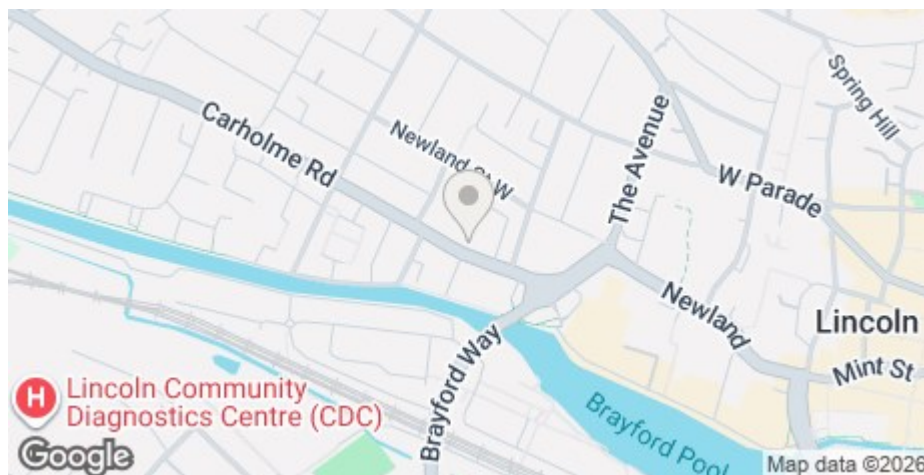 Carholme Rd
Newland St W
The Avenue
Spring Hill
W Parade
Newland
Lincoln
Mint St
Brayford Way
Brayford Pool
Lincoln Community
Diagnostics Centre (CDC)
H
Google
Map data ©2026